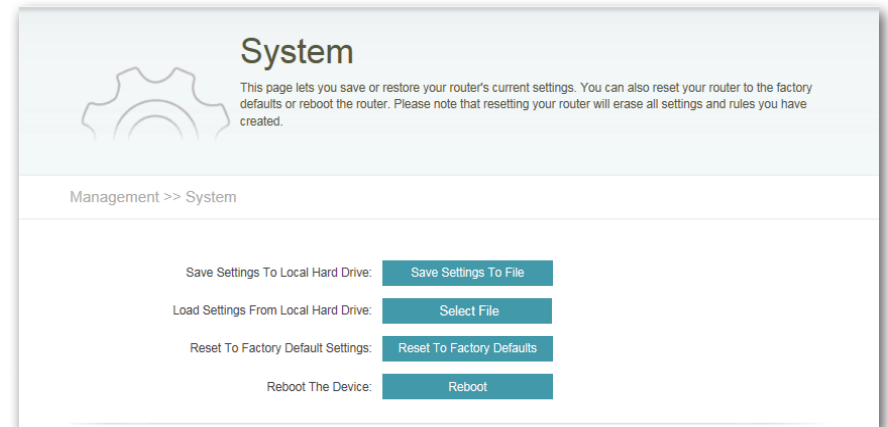 System
This page lets you save or restore your router's current settings. You can also reset your router to the factory
defaults or reboot the router. Please note that resetting your router will erase all settings and rules you have
created.
Management >> System
Save Settings To Local Hard Drive: Save Settings To File
Load Settings From Local Hard Drive: Select File
Reset To Factory Default Settings: Reset To Factory Defaults
Reboot The Device: Reboot